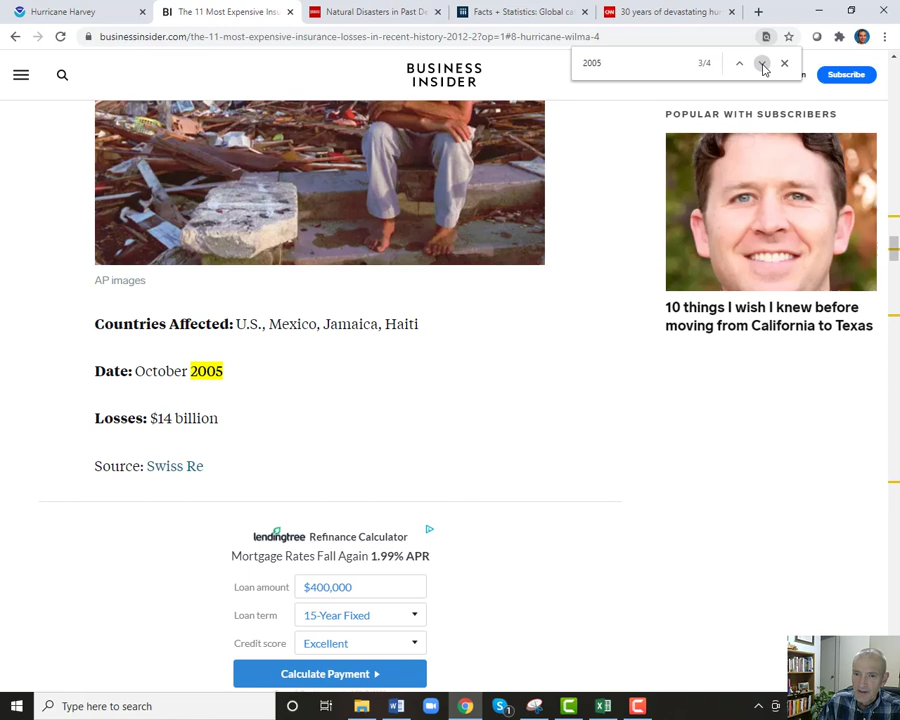 Hurricane Harvey
BI The 11 Most Expensive Ins
Natural Disasters in Past De
Facts + Statistics: Global ca
CNN 30 years of devastating hur
businessinsider.com/the-11-most-expensive-insurance-losses-in-recent-history-2012-2?op=1#8-hurricane-wilma-4
2005
3/4
BUSINESS
INSIDER
Subscribe
POPULAR WITH SUBSCRIBERS
10 things I wish I knew before
moving from California to Texas
AP images
Countries Affected: U.S., Mexico, Jamaica, Haiti
Date: October 2005
Losses: $14 billion
Source: Swiss Re
lendingtree Refinance Calculator
Mortgage Rates Fall Again 1.99% APR
Loan amount $400,000
Loan term 15-Year Fixed
Credit score Excellent
Calculate Payment
Type here to search